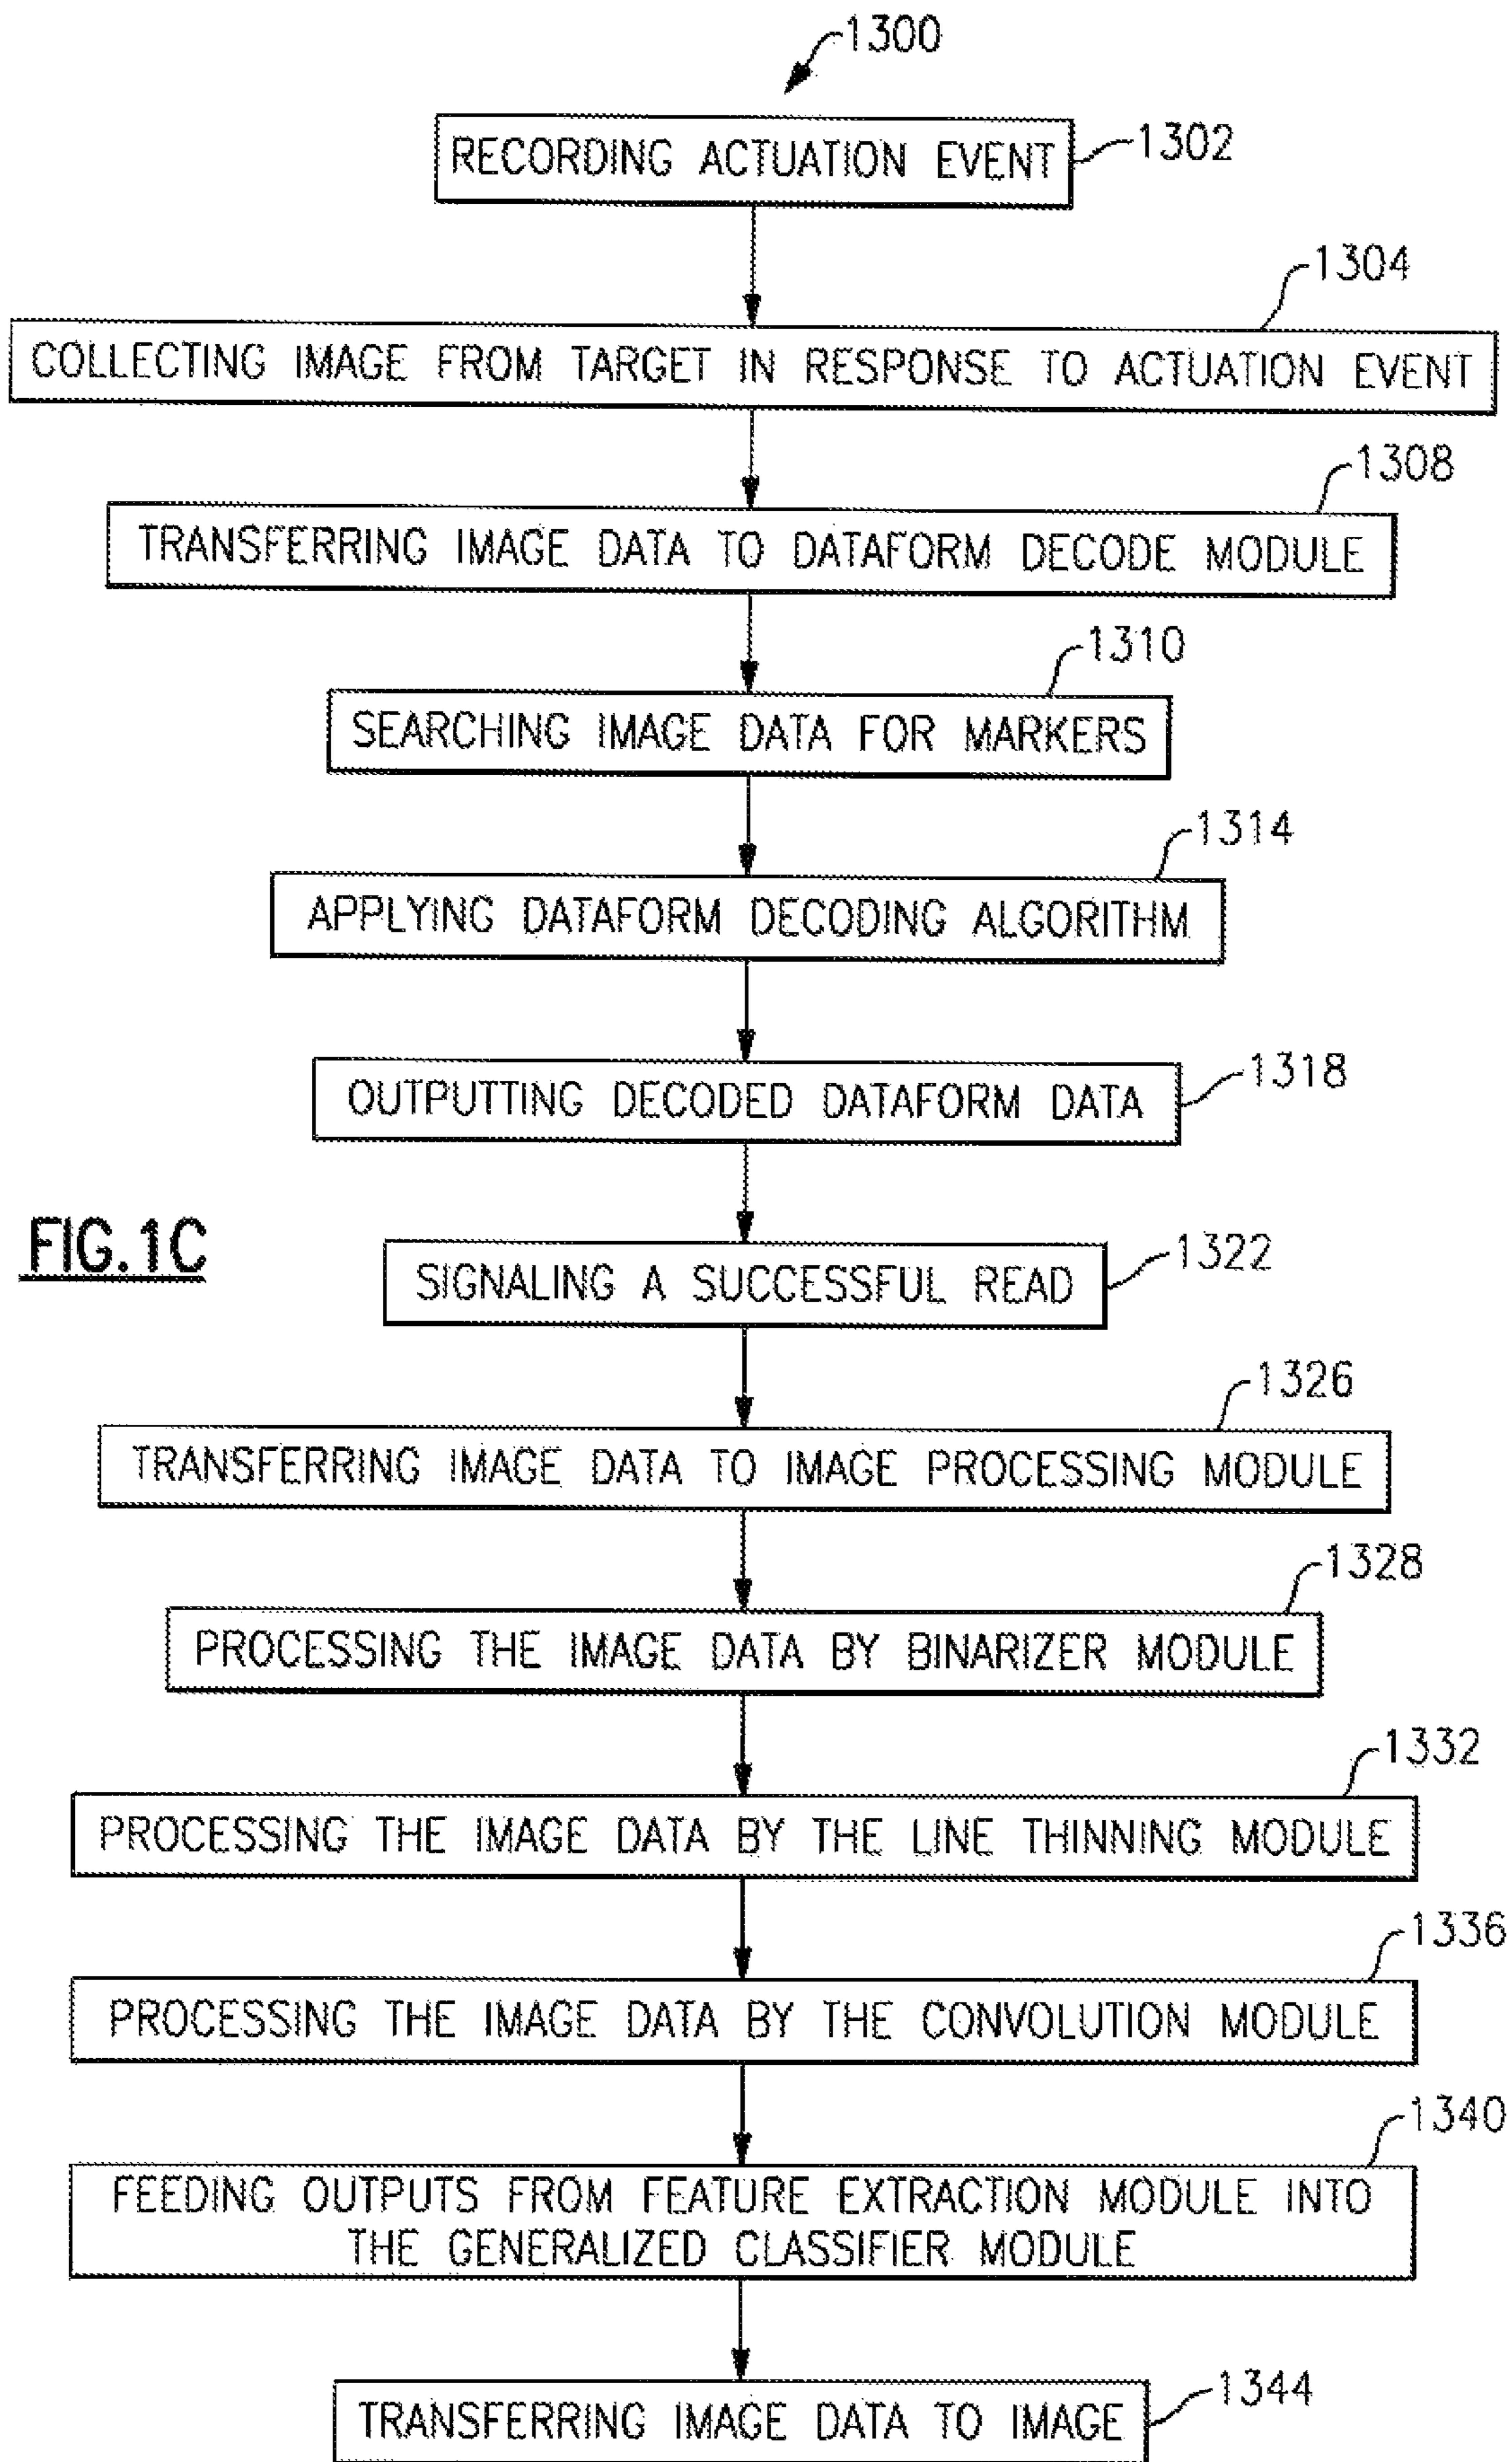 1300
RECORDING ACTUATION EVENT
1302
1304
COLLECTING IMAGE FROM TARGET IN RESPONSE TO ACTUATION EVENT
1308
TRANSFERRING IMAGE DATA TO DATAFORM DECODE MODULE
1310
SEARCHING IMAGE DATA FOR MARKERS
1314
APPLYING DATAFORM DECODING ALGORITHM
OUTPUTTING DECODED DATAFORM DATA
1318
FIG.1C
SIGNALING A SUCCESSFUL READ
1322
1326
TRANSFERRING IMAGE DATA TO IMAGE PROCESSING MODULE
1328
PROCESSING THE IMAGE DATA BY BINARIZER MODULE
1332
PROCESSING THE IMAGE DATA BY THE LINE THINNING MODULE
1336
PROCESSING THE IMAGE DATA BY THE CONVOLUTION MODULE
1340
FEEDING OUTPUTS FROM FEATURE EXTRACTION MODULE INTO
THE GENERALIZED CLASSIFIER MODULE
TRANSFERRING IMAGE DATA TO IMAGE
1344